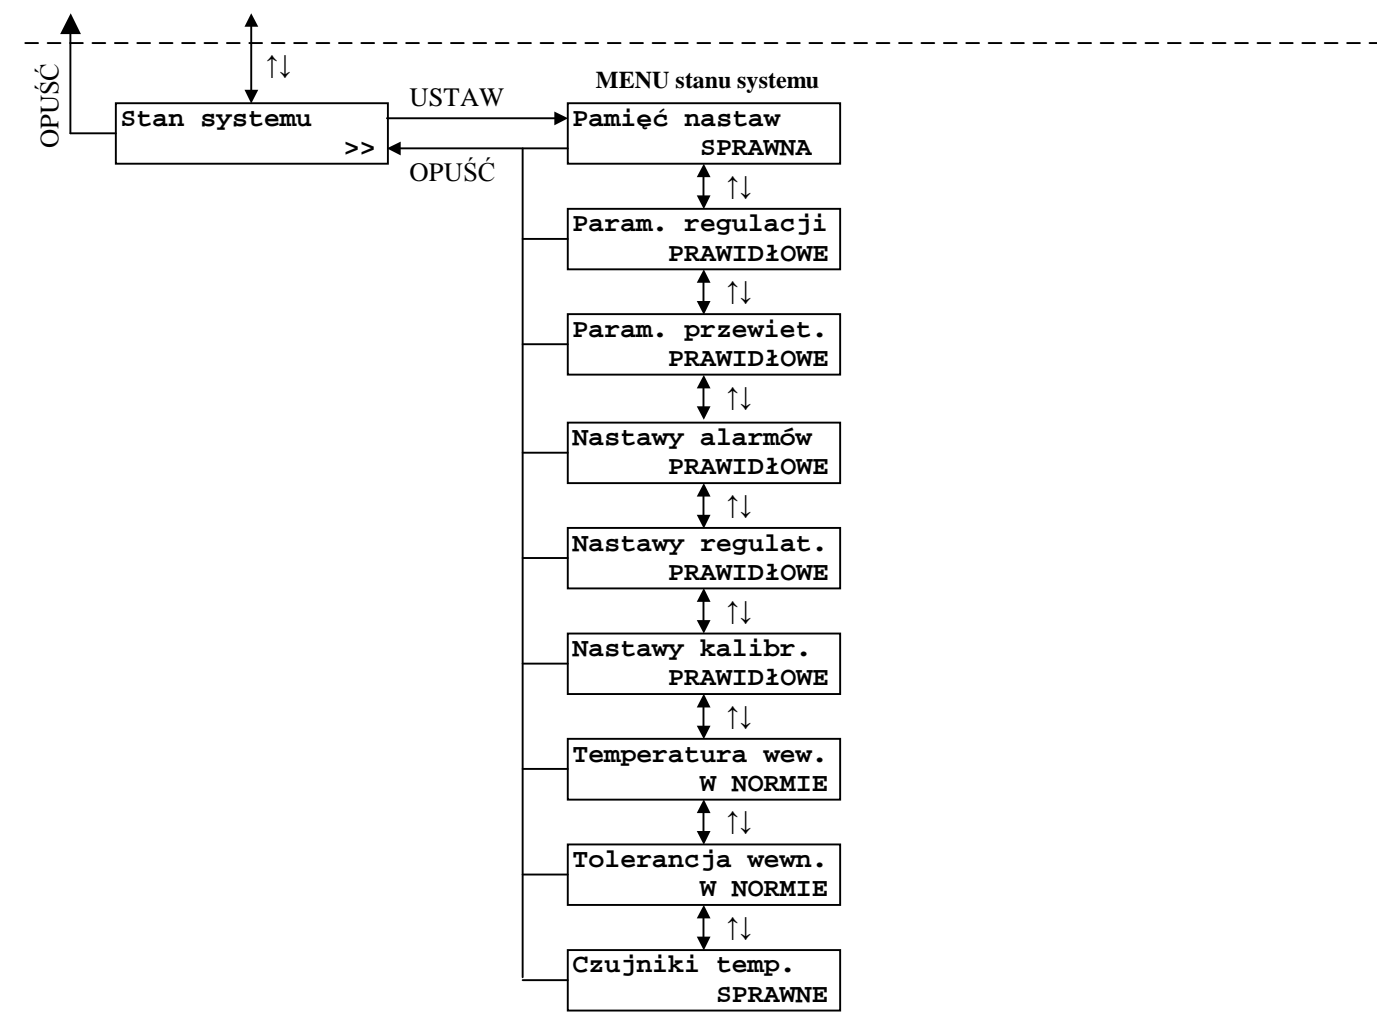 OPUŚĆ
↑↓
MENU stanu systemu
Stan systemu
>>
USTAW
OPUŚĆ
Pamięć nastaw
SPRAWNA
↑↓
Param. regulacji
PRAWIDłOWE
↑↓
Param. przewiet.
PRAWIDłOWE
↑↓
Nastawy alarmów
PRAWIDłOWE
↑↓
Nastawy regulat.
PRAWIDłOWE
↑↓
Nastawy kalibr.
PRAWIDłOWE
↑↓
Temperatura wew.
W NORMIE
↑↓
Tolerancja wewn.
W NORMIE
↑↓
Czujniki temp.
SPRAWNE